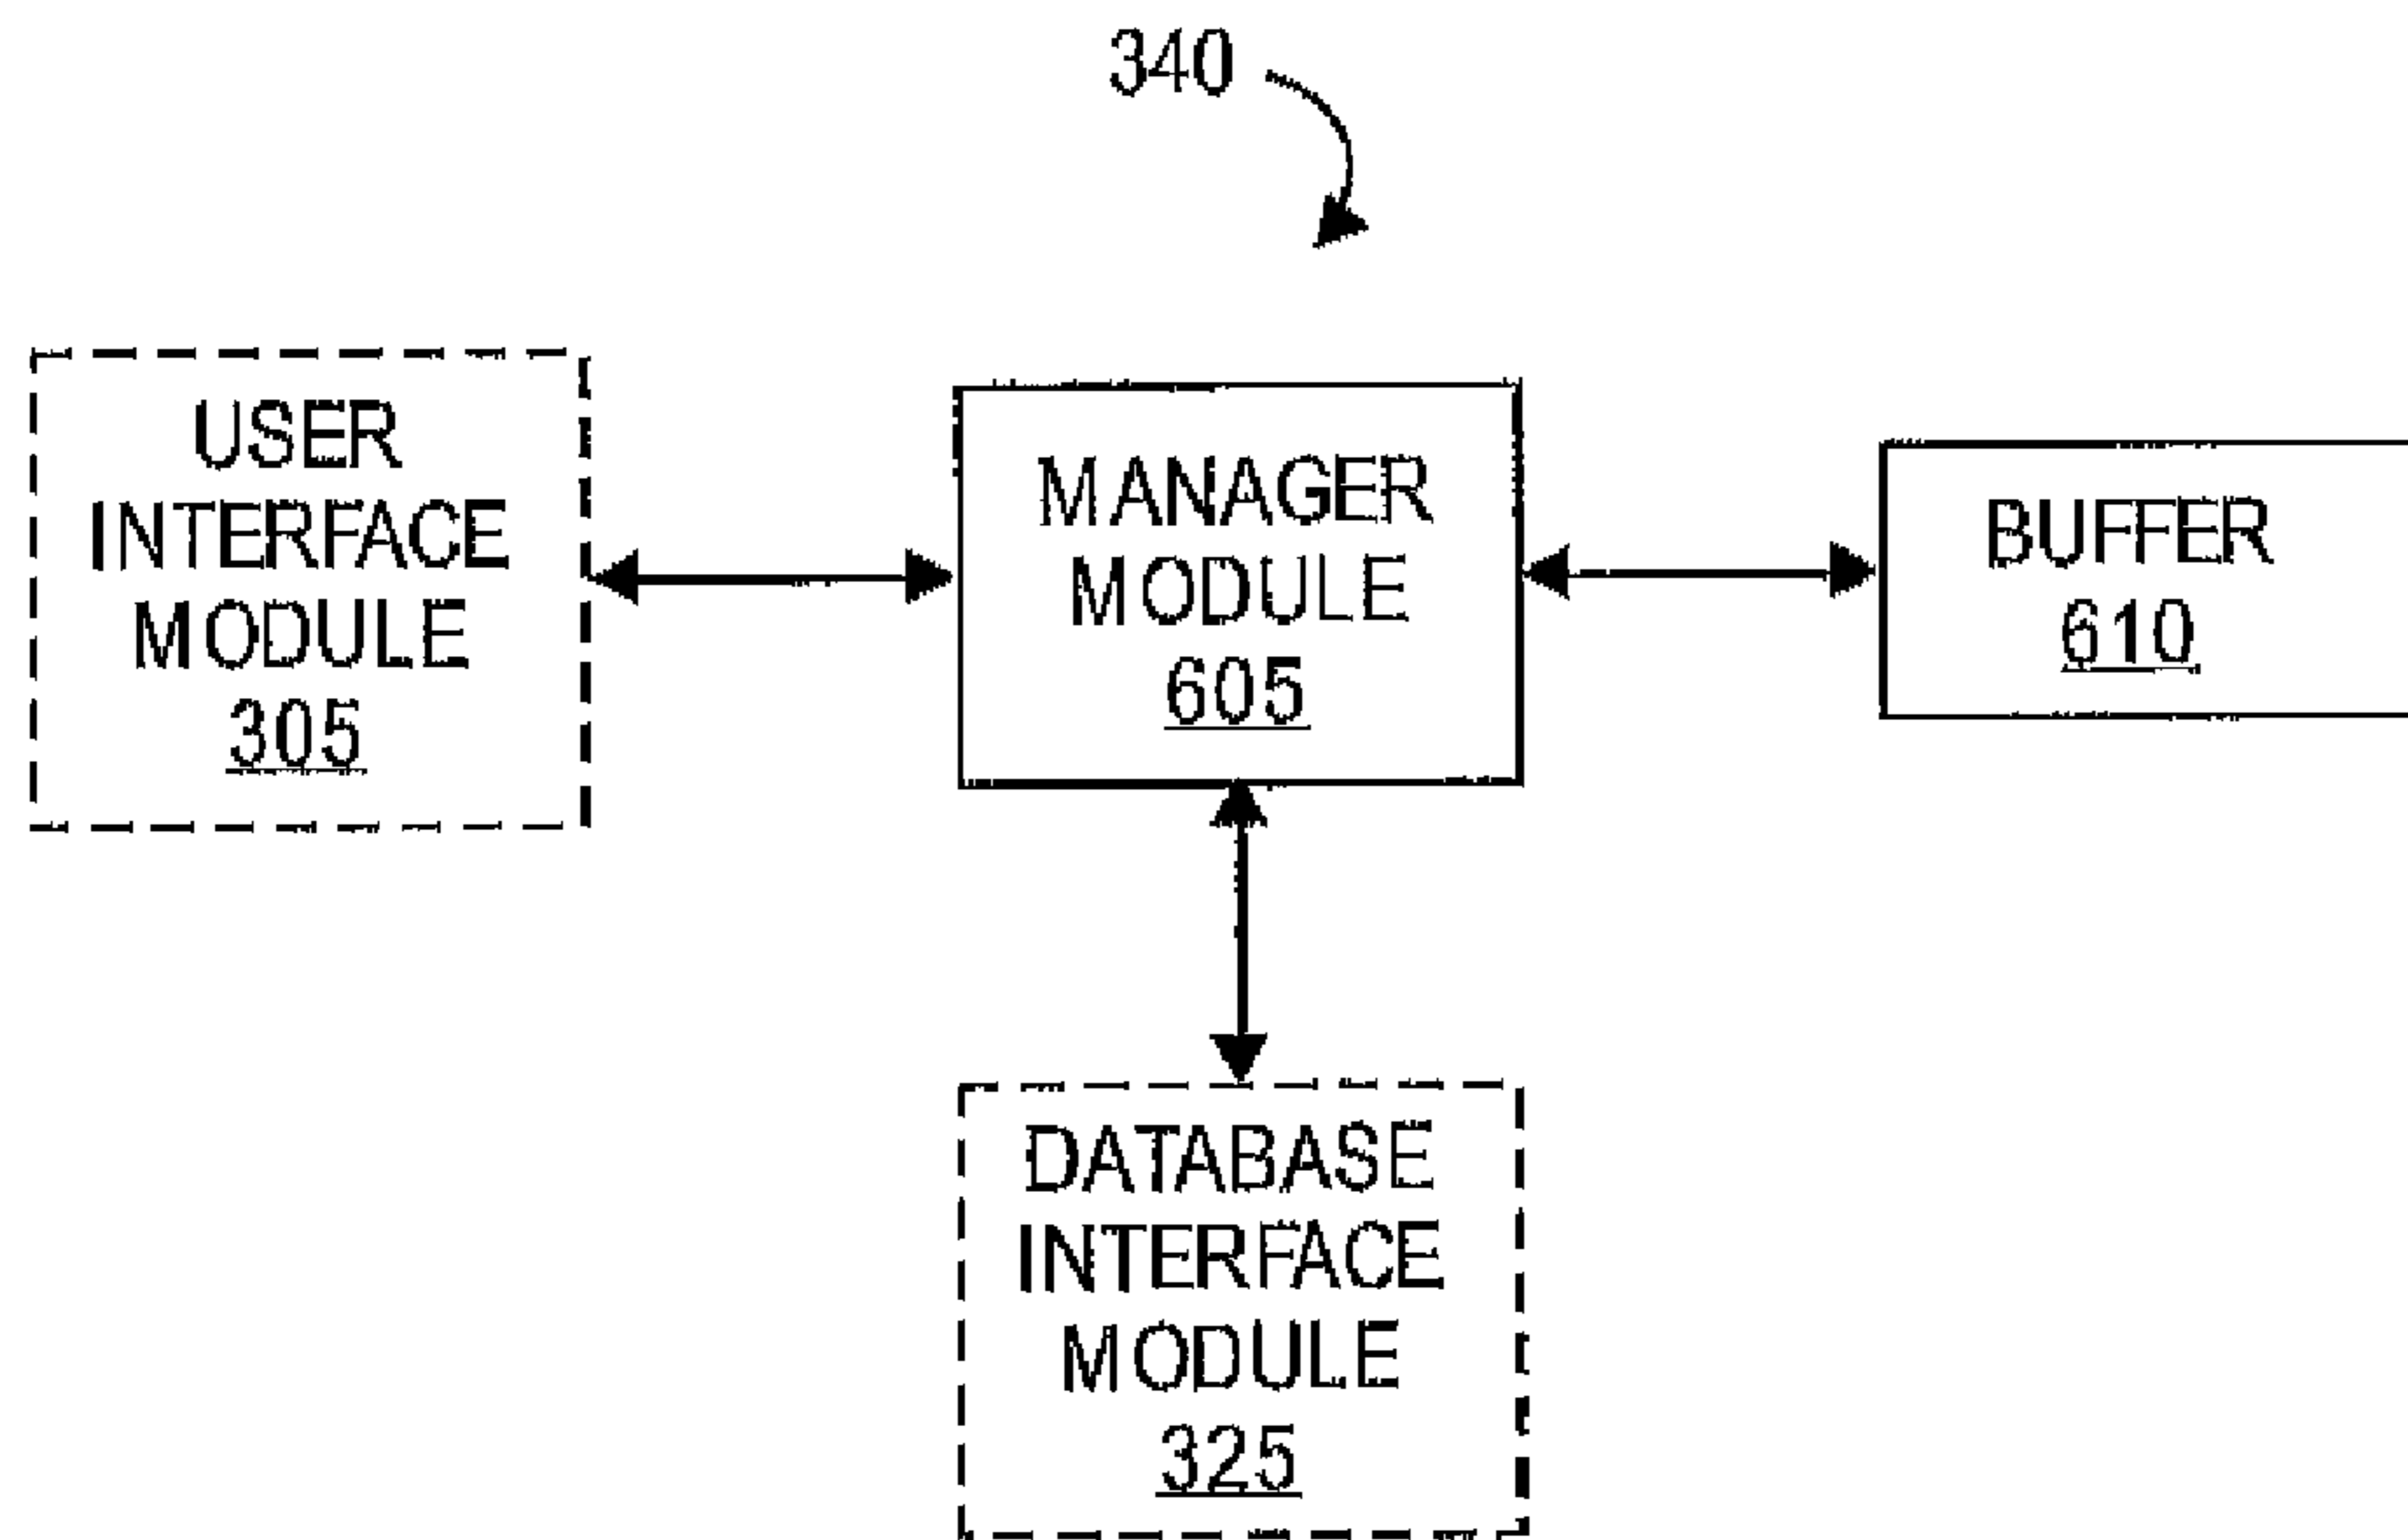 340
USER
INTERFACE
MODULE
305
MANAGER
MODULE
605
BUFFER
610
DATABASE
INTERFACE
MODULE
325